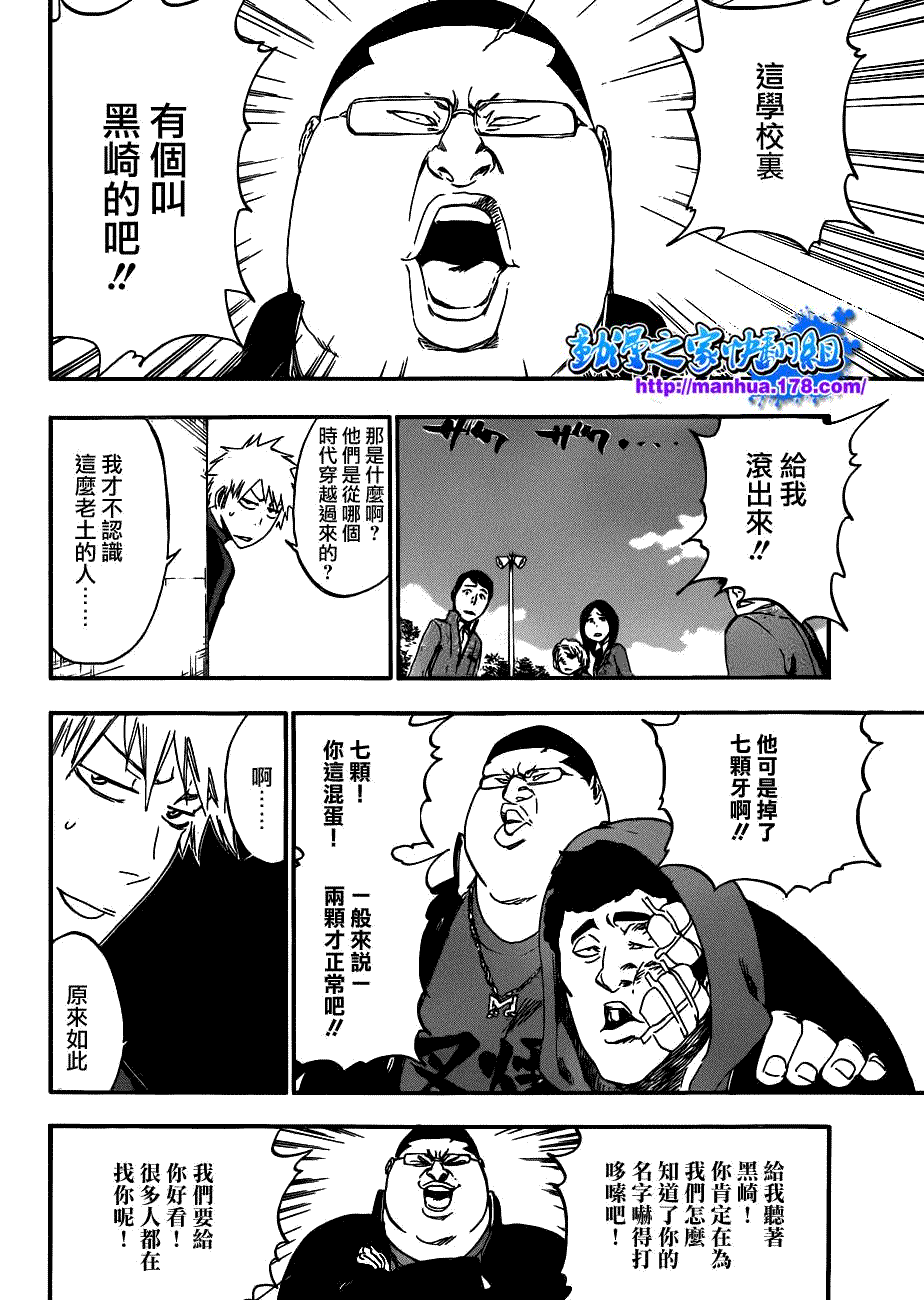 這學校裏
有個叫
黑崎的吧!!
動漫之家快翻組
http://manhua.178.com/
給我
滾出來!!
那是什麼啊?
他們是從哪個
時代穿越過來的?
我才不認識
這麼老土的人……
他可是掉了
七顆牙啊!!
七顆!
你這混蛋!
一般來說一
兩顆才正常吧!!
M
啊……
原來如此
給我聽著
黑崎!
你肯定在為
我們怎麼
知道了你的
名字嚇得打
哆嗦吧!
我們要給
你好看!
很多人都在
找你呢!